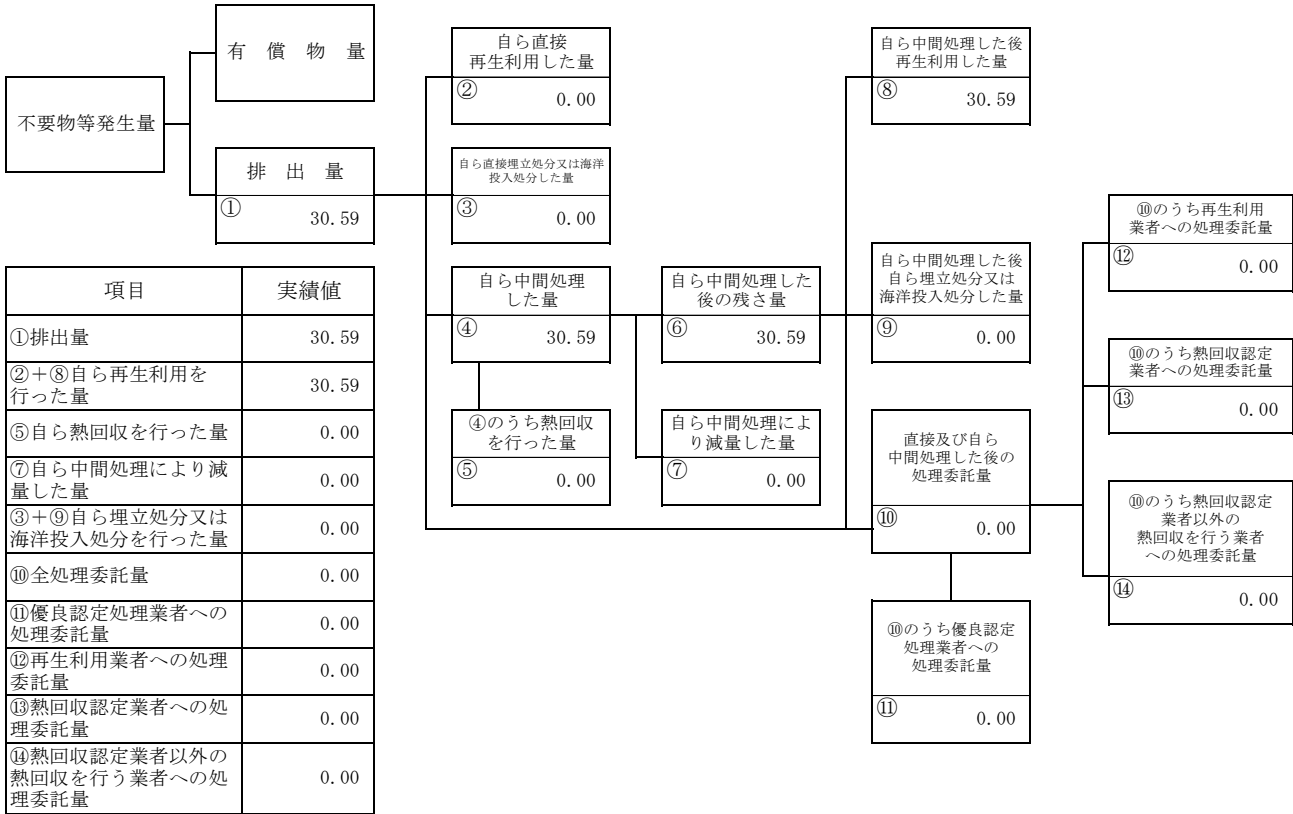 有 償 物 量
不要物等発生量
排 出 量
①
30.59
自ら直接
再生利用した量
②
0.00
自ら直接埋立処分又は海洋
投入処分した量
③
0.00
自ら中間処理
した量
④
30.59
④のうち熱回収
を行った量
⑤
0.00
自ら中間処理した
後の残さ量
⑥
30.59
自ら中間処理によ
り減量した量
⑦
0.00
自ら中間処理した後
再生利用した量
⑧
30.59
自ら中間処理した後
自ら埋立処分又は
海洋投入処分した量
⑨
0.00
直接及び自ら
中間処理した後の
処理委託量
⑩
0.00
⑩のうち優良認定
処理業者への
処理委託量
⑪
0.00
⑩のうち再生利用
業者への処理委託量
⑫
0.00
⑩のうち熱回収認定
業者への処理委託量
⑬
0.00
⑩のうち熱回収認定
業者以外の
熱回収を行う業者
への処理委託量
⑭
0.00
項目 実績値
①排出量 30.59
②+⑧自ら再生利用を
行った量 30.59
⑤自ら熱回収を行った量 0.00
⑦自ら中間処理により減
量した量 0.00
③+⑨自ら埋立処分又は
海洋投入処分を行った量 0.00
⑩全処理委託量 0.00
⑪優良認定処理業者への
処理委託量 0.00
⑫再生利用業者への処理
委託量 0.00
⑬熱回収認定業者への処
理委託量 0.00
⑭熱回収認定業者以外の
熱回収を行う業者への処
理委託量 0.00